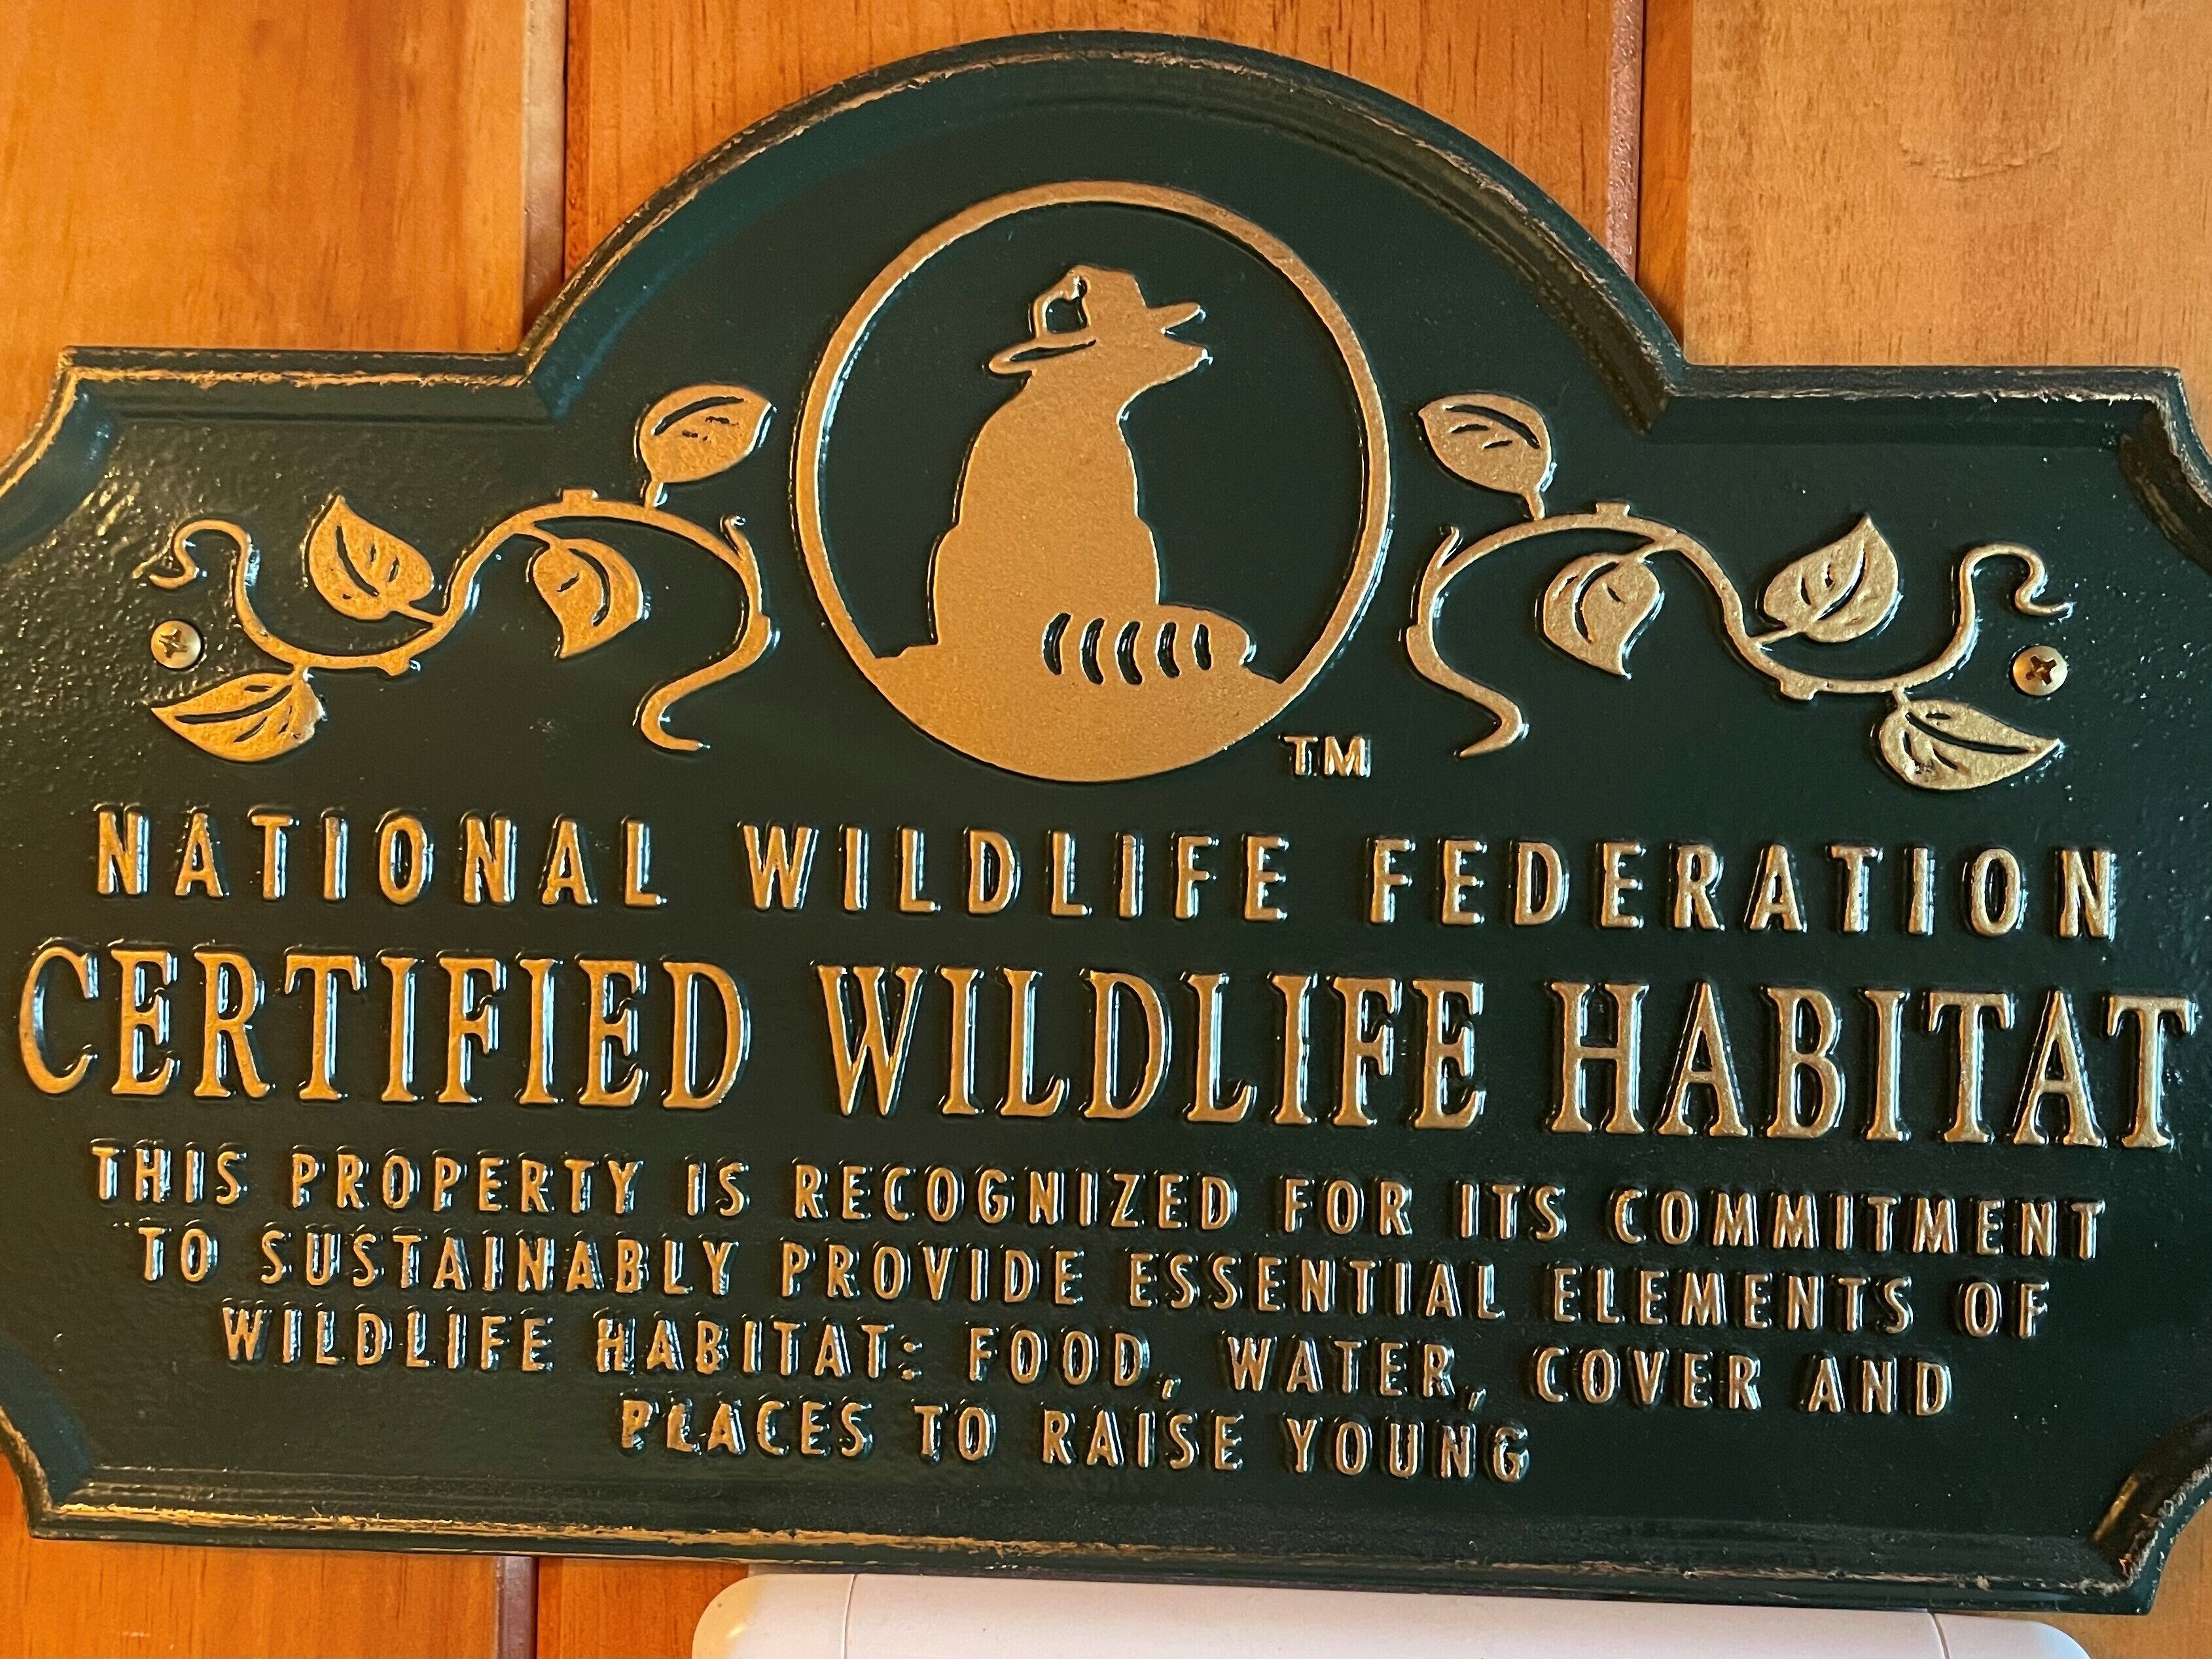 TM
NATIONAL WILDLIFE FEDERATION
CERTIFIED WILDLIFE HABITAT
THIS PROPERTY IS RECOGNIZED FOR ITS COMMITMENT
TO SUSTAINABLY PROVIDE ESSENTIAL ELEMENTS OF
WILDLIFE HABITAT: FOOD, WATER, COVER AND
PLACES TO RAISE YOUNG